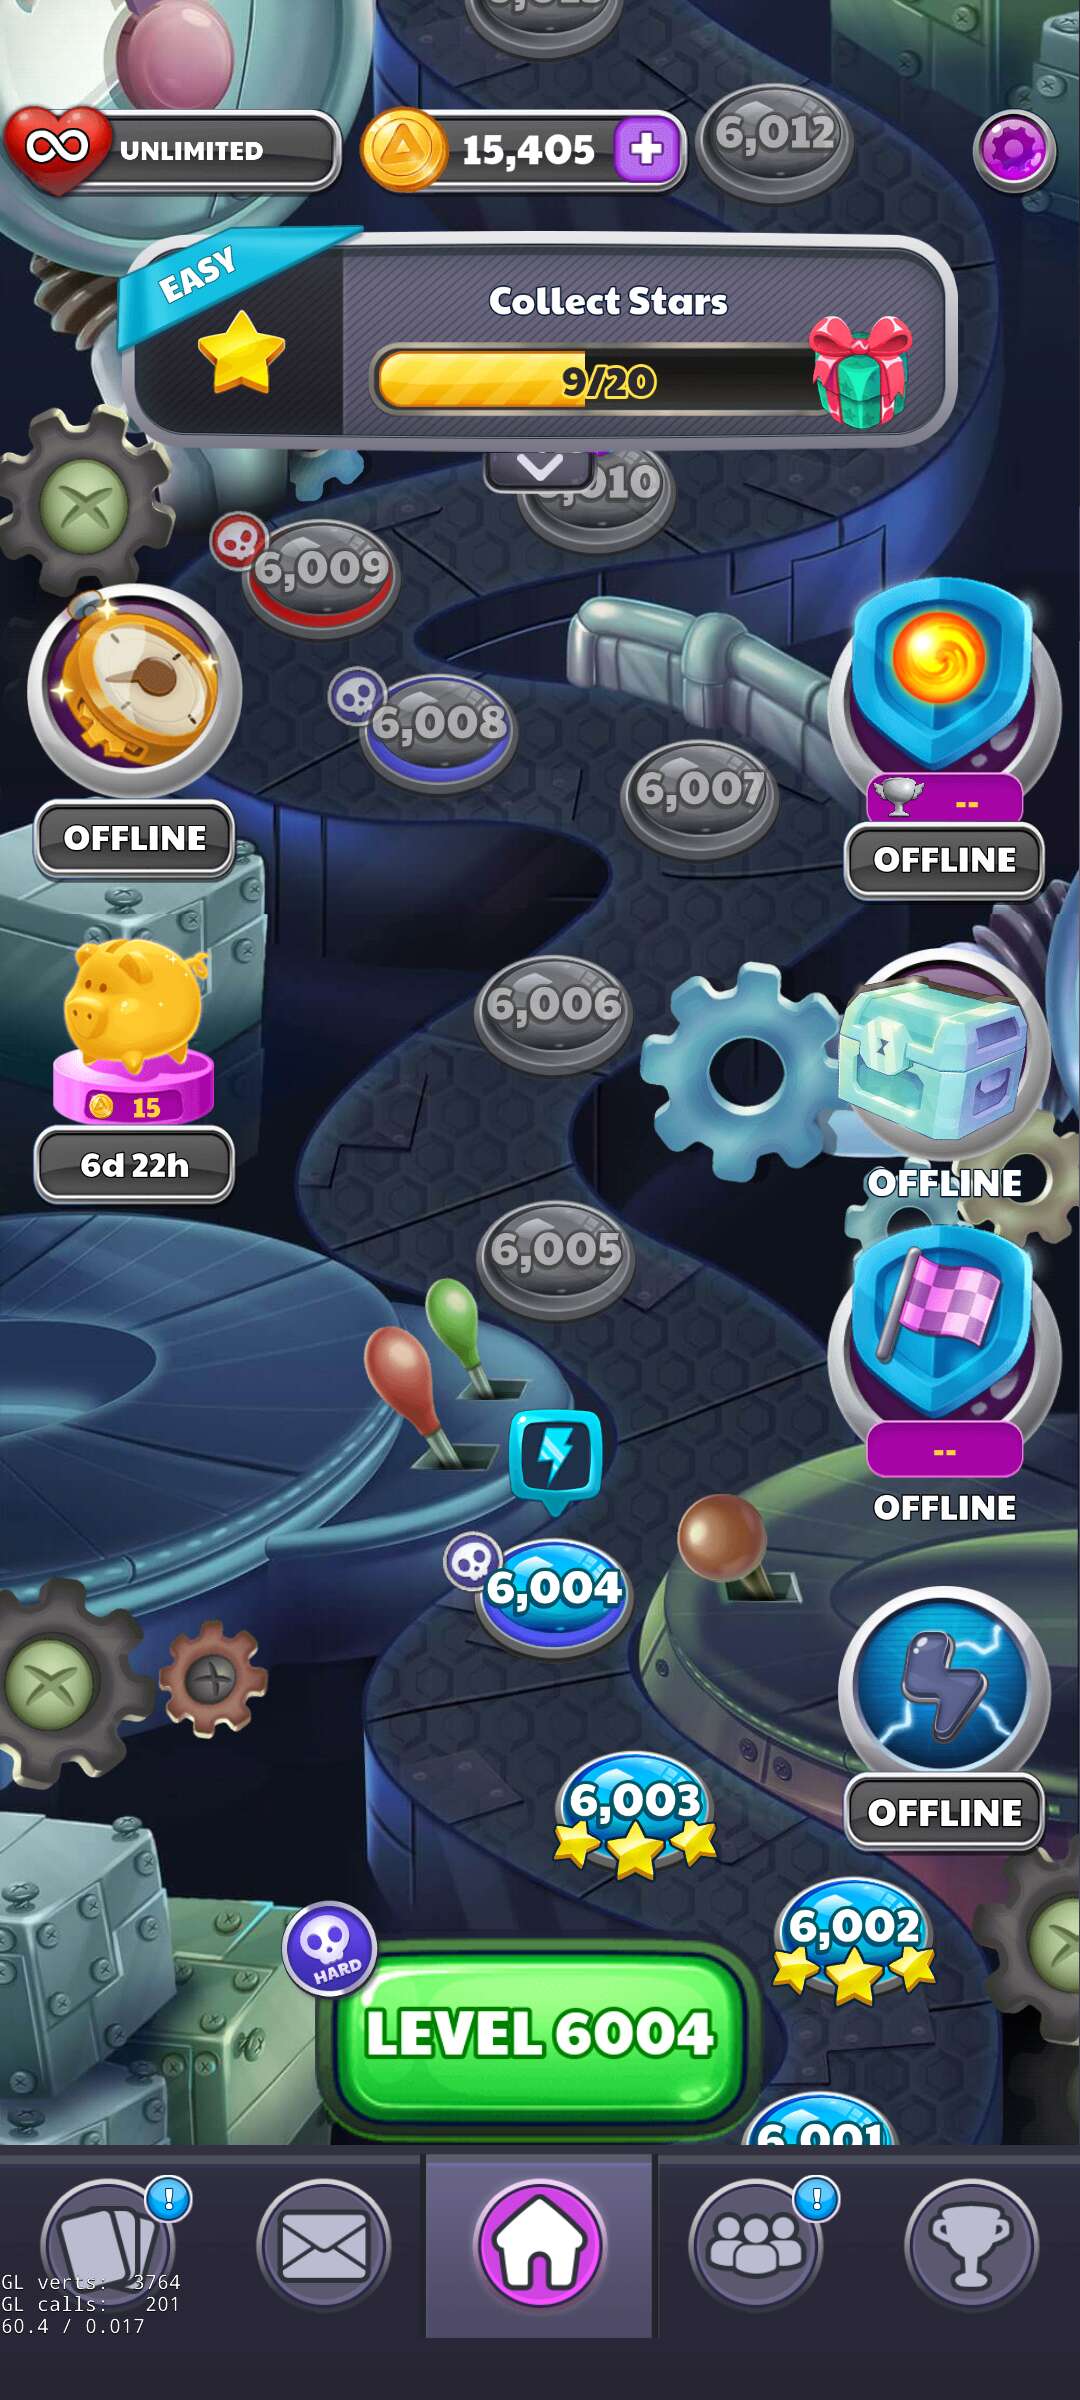 UNLIMITED
15,405
6,012
EASY
Collect Stars
9/20
6,010
6,009
6,008
6,007
OFFLINE
--
OFFLINE
6,006
15
6d 22h
OFFLINE
6,005
--
OFFLINE
6,004
6,003
OFFLINE
6,002
HARD
LEVEL 6004
6,001
!
!
GL verts: 3764
GL calls: 201
60.4 / 0.017